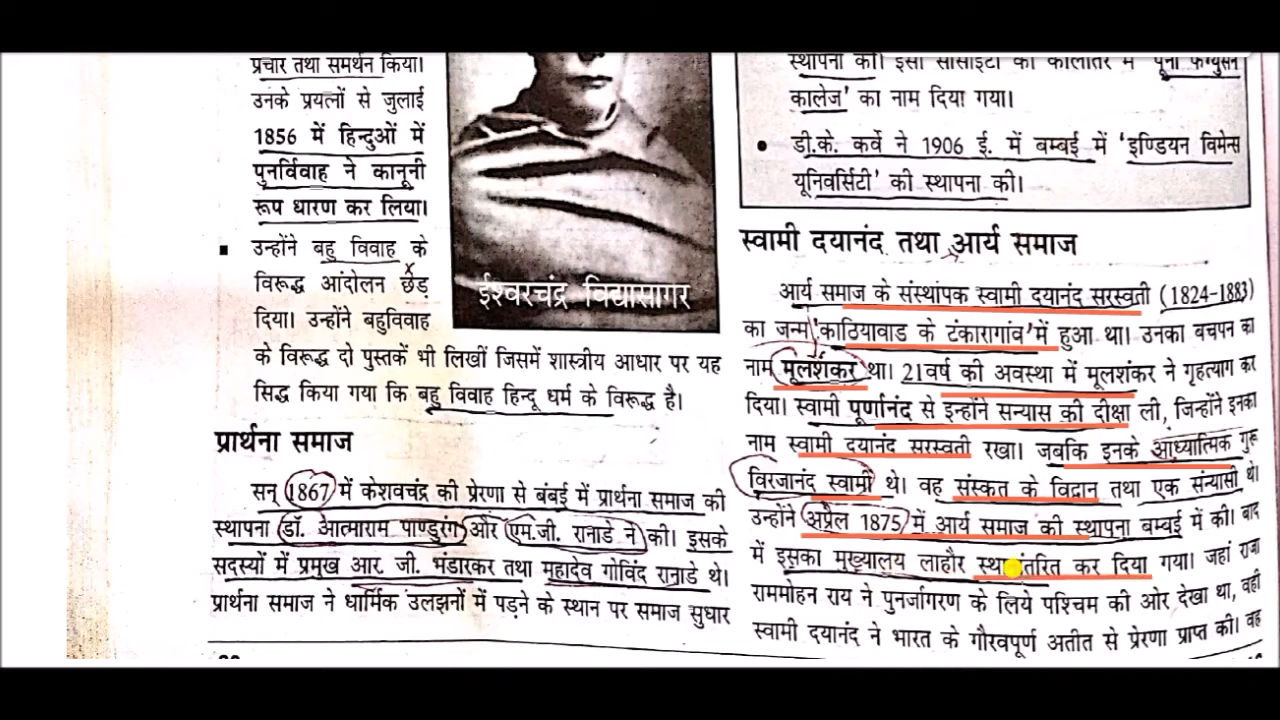 प्रचार तथा समर्थन किया।
उनके प्रयत्नों से जुलाई
1856 में हिन्दुओं में
पुनर्विवाह ने कानूनी
रूप धारण कर लिया।
■ उन्होंने बहु विवाह के
विरूद्ध आंदोलन छेड़
दिया। उन्होंने बहुविवाह
के विरूद्ध दो पुस्तकें भी लिखीं जिसमें शास्त्रीय आधार पर यह
सिद्ध किया गया कि बहु विवाह हिन्दू धर्म के विरूद्ध है।
ईश्वरचंद्र विद्यासागर
प्रार्थना समाज
सन् 1867 में केशवचंद्र की प्रेरणा से बंबई में प्रार्थना समाज की
स्थापना डॉ. आत्माराम पाण्डुरंग और एम.जी. रानाडे ने की। इसके
सदस्यों में प्रमुख आर. जी. भंडारकर तथा महादेव गोविंद रानाडे थे।
प्रार्थना समाज ने धार्मिक उलझनों में पड़ने के स्थान पर समाज सुधार
स्थापना की। इसी सोसाइटी को कालांतर में 'पूना फर्ग्युसन
कालेज' का नाम दिया गया।
• डी.के. कर्वे ने 1906 ई. में बम्बई में 'इण्डियन विमेन्स
यूनिवर्सिटी' की स्थापना की।
स्वामी दयानंद तथा आर्य समाज
आर्य समाज के संस्थापक स्वामी दयानंद सरस्वती (1824-1883)
का जन्म 'काठियावाड के टंकारागांव' में हुआ था। उनका बचपन का
नाम मूलशंकर था। 21वर्ष की अवस्था में मूलशंकर ने गृहत्याग कर
दिया। स्वामी पूर्णानंद से इन्होंने सन्यास की दीक्षा ली, जिन्होंने इनका
नाम स्वामी दयानंद सरस्वती रखा। जबकि इनके आध्यात्मिक गुरू
विरजानंद स्वामी थे। वह संस्कत के विद्वान तथा एक संन्यासी थे।
उन्होंने अप्रैल 1875 में आर्य समाज की स्थापना बम्बई में की। बाद
में इसका मुख्यालय लाहौर स्थानांतरित कर दिया गया। जहां राजा
राममोहन राय ने पुनर्जागरण के लिये पश्चिम की ओर देखा था, वहीं
स्वामी दयानंद ने भारत के गौरवपूर्ण अतीत से प्रेरणा प्राप्त की। वह